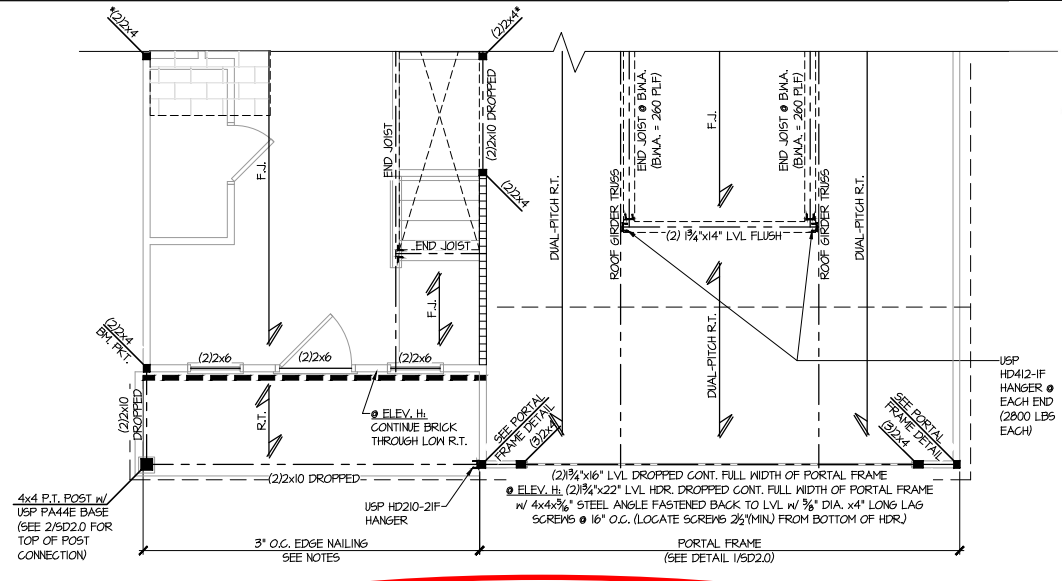 *(2)2x4
(2)2x4*
(2)2x10 DROPPED
END JOIST
F.J.
(2)2x4
END JOIST
F.J.
DUAL-PITCH R.T.
ROOF GIRDER TRUSS
END JOIST @ B.W.A.
(B.W.A. = 260 PLF)
F.J.
END JOIST @ B.W.A.
(B.W.A. = 260 PLF)
ROOF GIRDER TRUSS
DUAL-PITCH R.T.
(2) 1¾"x14" LVL FLUSH
DUAL-PITCH R.T.
(2)2x4
BM. PKT.
(2)2x6
(2)2x6
(2)2x6
(2)2x10
DROPPED
R.T.
@ ELEV. H:
CONTINUE BRICK
THROUGH LOW R.T.
SEE PORTAL
FRAME DETAIL
(3)2x4
SEE PORTAL
FRAME DETAIL
(3)2x4
USP
HD412-IF
HANGER @
EACH END
(2800 LBS
EACH)
(2)2x10 DROPPED
(2)1¾"x16" LVL DROPPED CONT. FULL WIDTH OF PORTAL FRAME
@ ELEV. H: (2)1¾"x22" LVL HDR. DROPPED CONT. FULL WIDTH OF PORTAL FRAME
W/ 4x4x5/16" STEEL ANGLE FASTENED BACK TO LVL W/ ⅝" DIA. x4" LONG LAG
SCREWS @ 16" O.C. (LOCATE SCREWS 2½"(MIN.) FROM BOTTOM OF HDR.)
4x4 P.T. POST W/
USP PA44E BASE
(SEE 2/SD2.0 FOR
TOP OF POST
CONNECTION)
USP HD210-2IF
HANGER
3" O.C. EDGE NAILING
SEE NOTES
PORTAL FRAME
(SEE DETAIL 1/SD2.0)